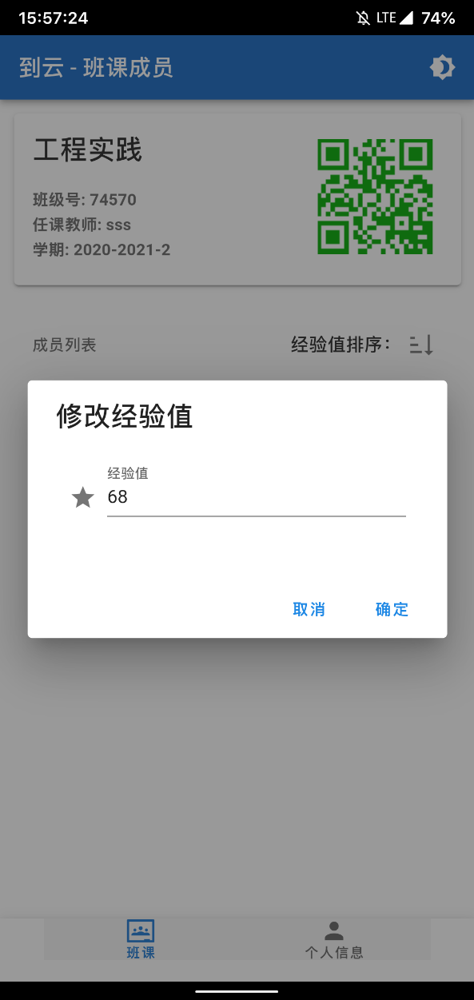 15:57:24 LTE 74%
到云 - 班课成员
工程实践
班级号: 74570
任课教师: sss
学期: 2020-2021-2
成员列表 经验值排序：
修改经验值
经验值
68
取消 确定
班课 个人信息